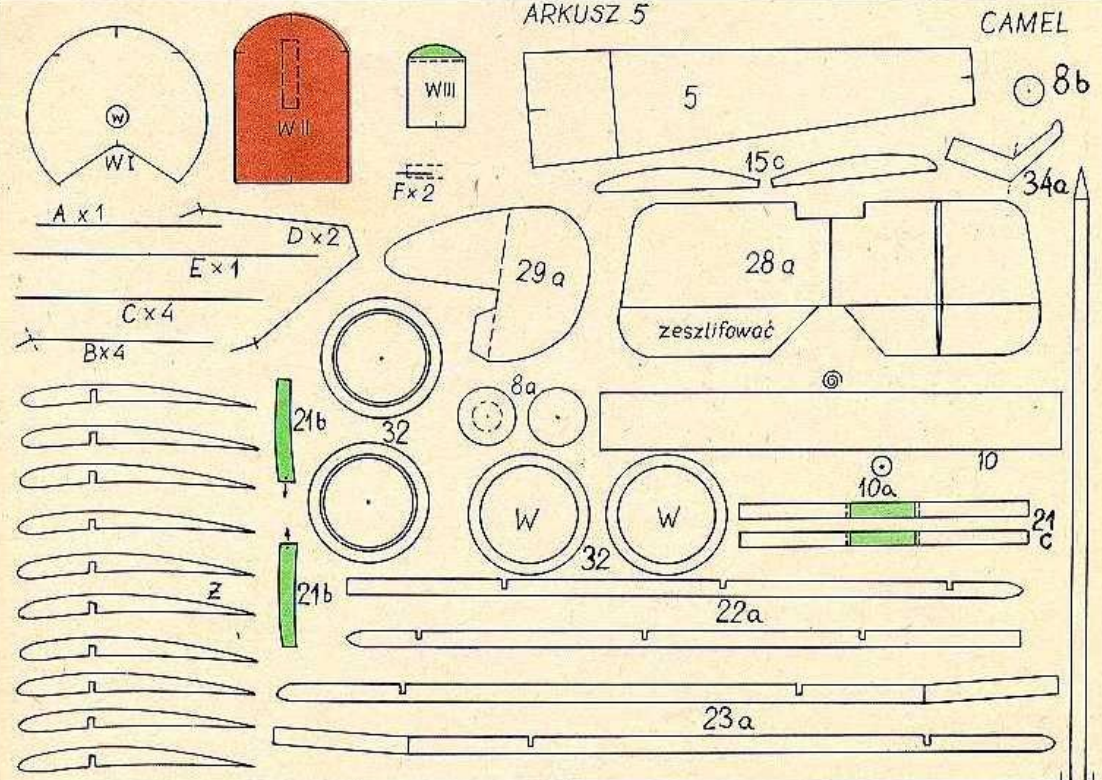 ARKUSZ 5
CAMEL
W
W I
W II
W III
5
8b
F x 2
15c
34a
A x 1
D x 2
E x 1
C x 4
B x 4
29a
28a
zeszlifować
21b
32
8a
10
10a
21
c
W
W
32
Z
21b
22a
23a